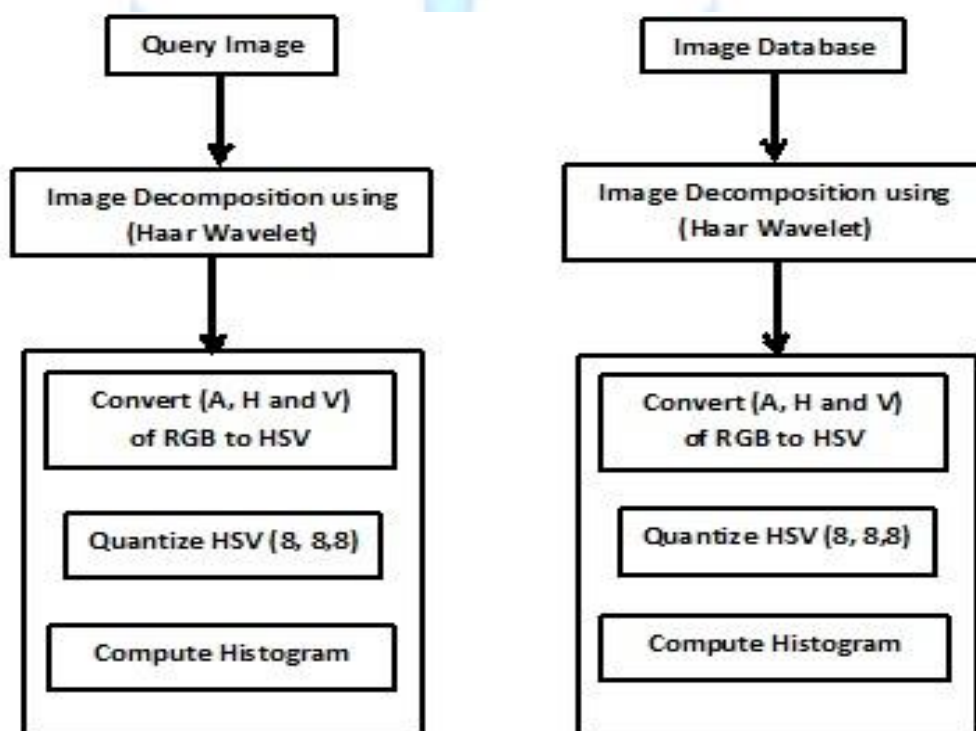 Query Image
Image Decomposition using
(Haar Wavelet)
Convert (A, H and V)
of RGB to HSV
Quantize HSV (8, 8,8)
Compute Histogram
Image Database
Image Decomposition using
(Haar Wavelet)
Convert (A, H and V)
of RGB to HSV
Quantize HSV (8, 8,8)
Compute Histogram